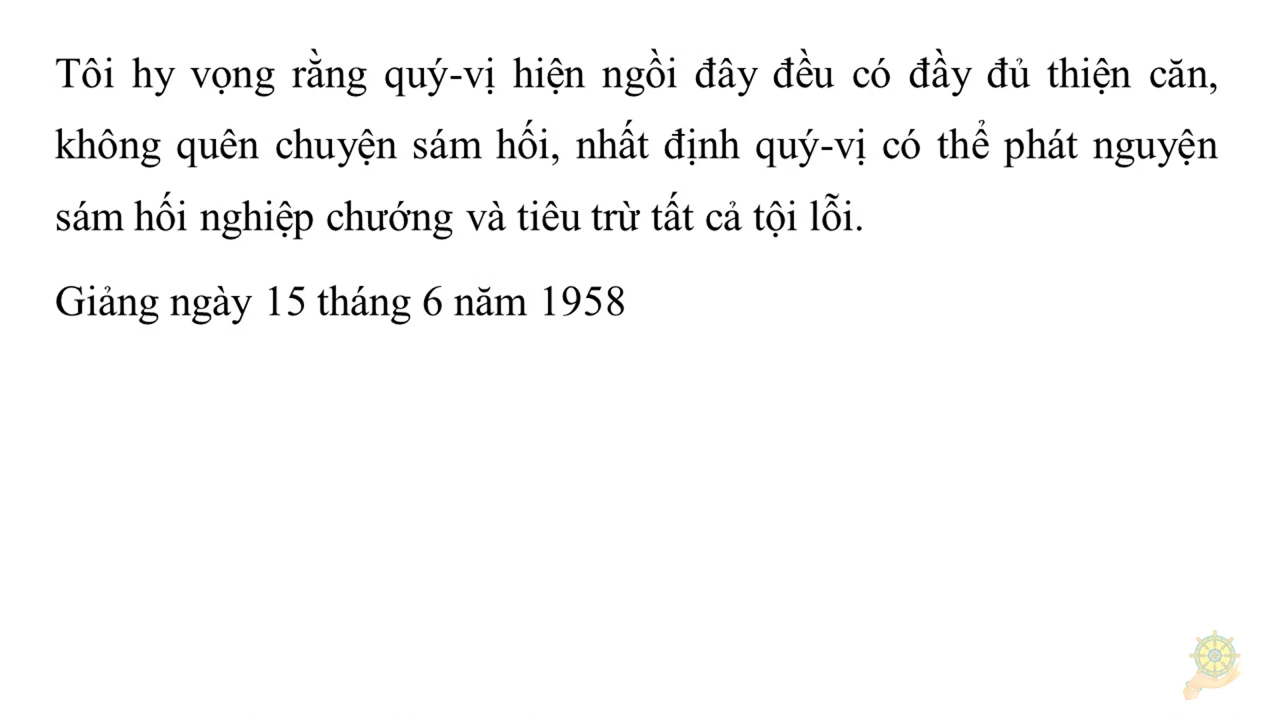 Tôi hy vọng rằng quý-vị hiện ngồi đây đều có đầy đủ thiện căn,
không quên chuyện sám hối, nhất định quý-vị có thể phát nguyện
sám hối nghiệp chướng và tiêu trừ tất cả tội lỗi.
Giảng ngày 15 tháng 6 năm 1958